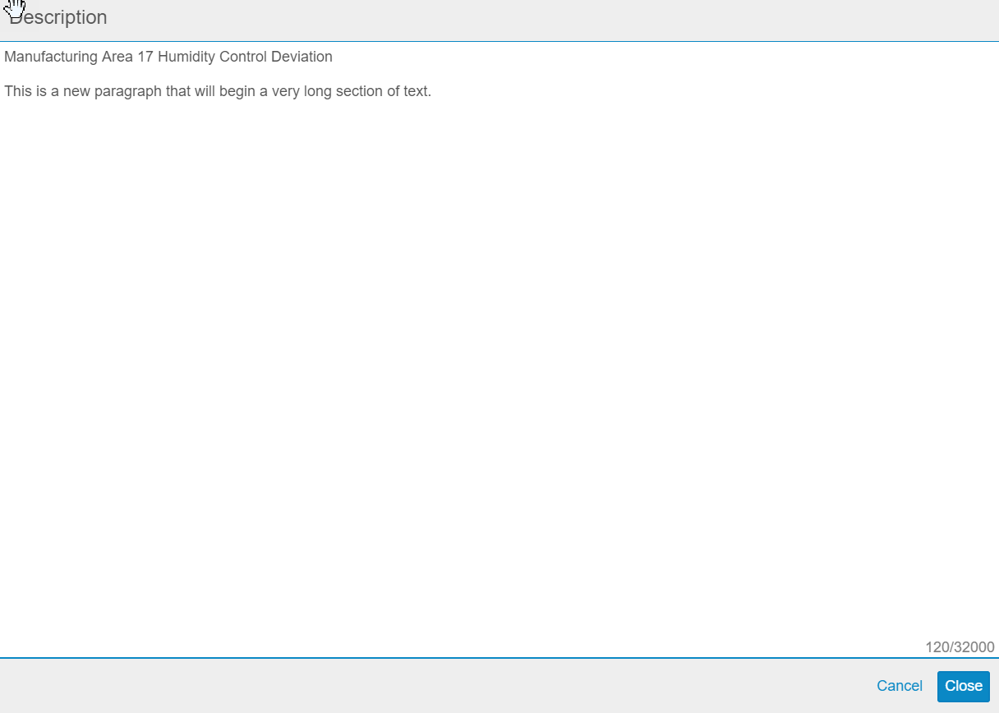 Description
Manufacturing Area 17 Humidity Control Deviation
This is a new paragraph that will begin a very long section of text.
120/32000
Cancel
Close